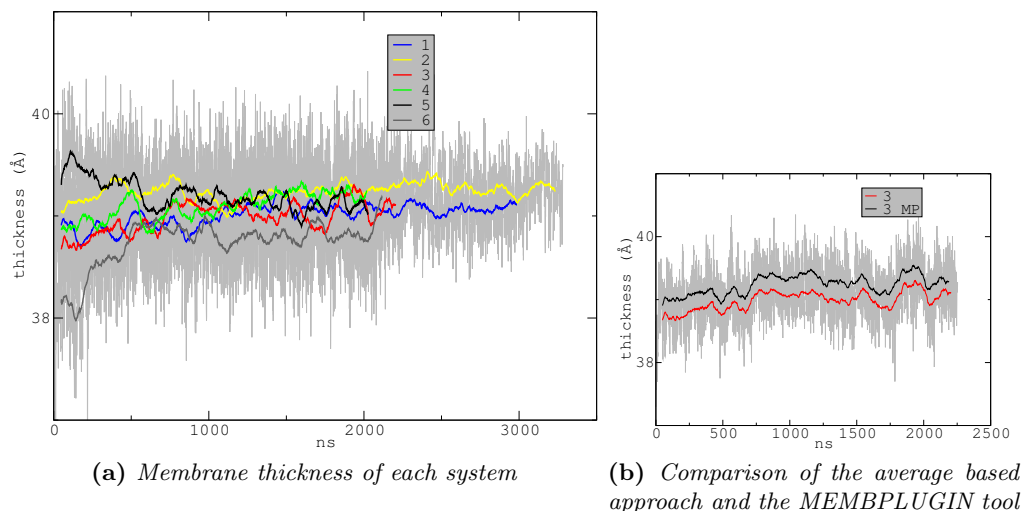 1
2
3
4
5
6
40
38
thickness (Å)
0
1000
2000
3000
ns
(a) Membrane thickness of each system
3
3 MP
40
38
thickness (Å)
0
500
1000
1500
2000
2500
ns
(b) Comparison of the average based
approach and the MEMBPLUGIN tool